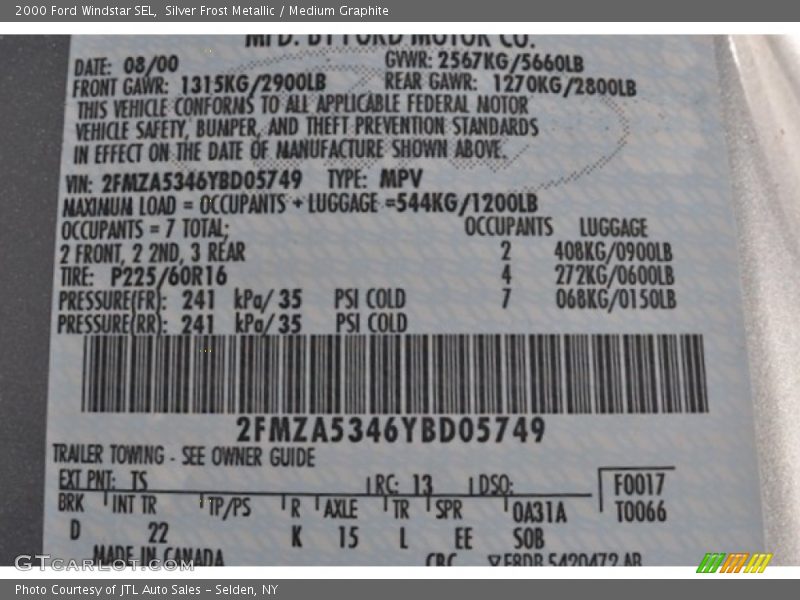 2000 Ford Windstar SEL,  Silver Frost Metallic / Medium Graphite
MFD. BY FORD MOTOR CO.
DATE: 08/00 GVWR: 2567KG/5660LB
FRONT GAWR: 1315KG/2900LB REAR GAWR: 1270KG/2800LB
THIS VEHICLE CONFORMS TO ALL APPLICABLE FEDERAL MOTOR
VEHICLE SAFETY, BUMPER, AND THEFT PREVENTION STANDARDS
IN EFFECT ON THE DATE OF MANUFACTURE SHOWN ABOVE.
VIN: 2FMZA5346YBD05749 TYPE: MPV
MAXIMUM LOAD = OCCUPANTS + LUGGAGE =544KG/1200LB
OCCUPANTS = 7 TOTAL; OCCUPANTS LUGGAGE
2 FRONT, 2 2ND, 3 REAR 2 408KG/0900LB
TIRE: P225/60R16 4 272KG/0600LB
PRESSURE(FR): 241 kPa/ 35 PSI COLD 7 068KG/0150LB
PRESSURE(RR): 241 kPa/ 35 PSI COLD
2FMZA5346YBD05749
TRAILER TOWING - SEE OWNER GUIDE
EXT PNT: TS RC: 13 DSO: F0017
BRK INT TR TP/PS R AXLE TR SPR 0A31A T0066
D 22 K 15 L EE SOB
MADE IN CANADA
GTCarLot.com
Photo Courtesy of JTL Auto Sales - Selden, NY